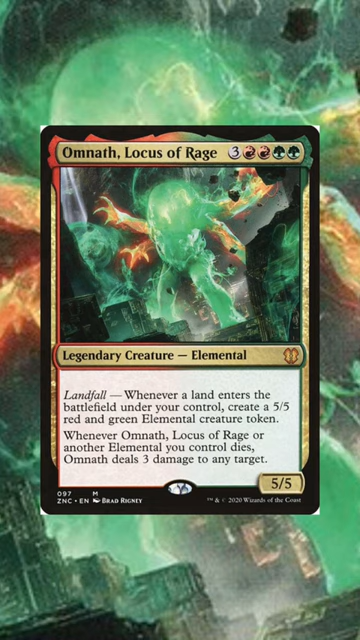 Omnath, Locus of Rage 3
Legendary Creature — Elemental
Landfall — Whenever a land enters the
battlefield under your control, create a 5/5
red and green Elemental creature token.
Whenever Omnath, Locus of Rage or
another Elemental you control dies,
Omnath deals 3 damage to any target.
5/5
097 M
ZNC • EN Brad Rigney
™ & © 2020 Wizards of the Coast